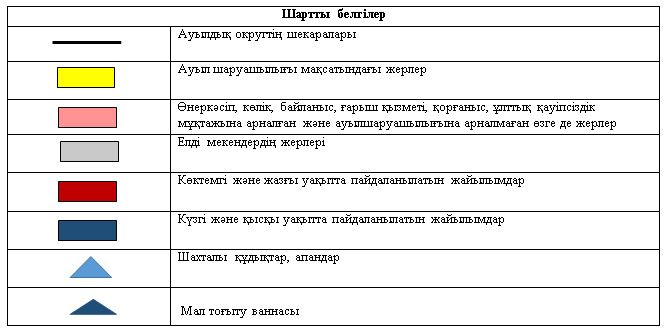 Шартты белгілер
Ауылдық округтің шекаралары
Ауыл шаруашылығы мақсатындағы жерлер
Өнеркәсіп, көлік, байланыс, ғарыш қызметі, қорғаныс, ұлттық қауіпсіздік
мұқтажына арналған және ауылшаруашылығына арналмаған өзге де жерлер
Елді мекендердің жерлері
Көктемгі және жазғы уақытта пайдаланылатын жайылымдар
Күзгі және қысқы уақытта пайдаланылатын жайылымдар
Шахталы құдықтар, апандар
Мал тоғыту ваннасы